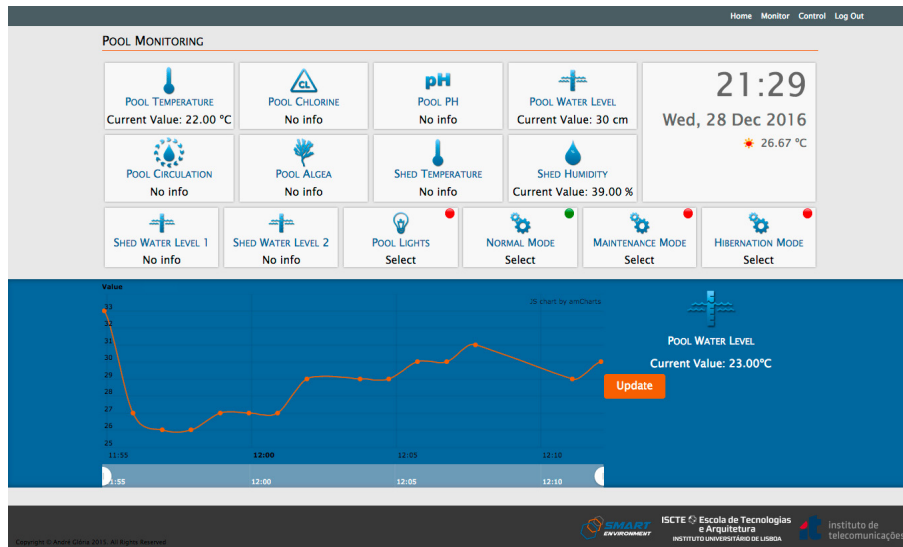 Home Monitor Control Log Out
POOL MONITORING
POOL TEMPERATURE
Current Value: 22.00 ºC
CL
POOL CHLORINE
No info
pH
POOL PH
No info
POOL WATER LEVEL
Current Value: 30 cm
21:29
Wed, 28 Dec 2016
26.67 ºC
POOL CIRCULATION
No info
POOL ALGEA
No info
SHED TEMPERATURE
No info
SHED HUMIDITY
Current Value: 39.00 %
SHED WATER LEVEL 1
No info
SHED WATER LEVEL 2
No info
POOL LIGHTS
Select
NORMAL MODE
Select
MAINTENANCE MODE
Select
HIBERNATION MODE
Select
Value
JS chart by amCharts
33
32
31
30
29
28
27
26
25
11:55 12:00 12:05 12:10
1:55 12:00 12:05 12:10
POOL WATER LEVEL
Current Value: 23.00ºC
Update
SMART
ENVIRONMENT
ISCTE Escola de Tecnologias
e Arquitetura
INSTITUTO UNIVERSITÁRIO DE LISBOA
instituto de
telecomunicações
Copyright © André Glória 2015. All Rights Reserved